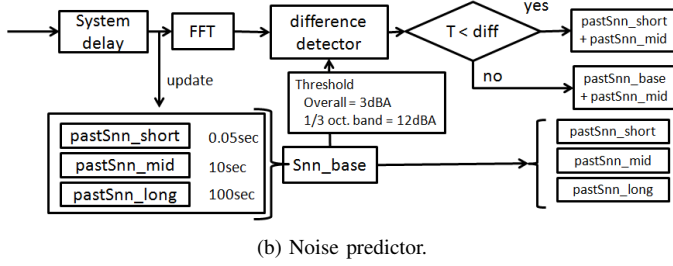 System
delay
FFT
difference
detector
T < diff
yes
pastSnn_short
+ pastSnn_mid
no
pastSnn_base
+ pastSnn_mid
update
Threshold
Overall = 3dBA
1/3 oct. band = 12dBA
pastSnn_short 0.05sec
pastSnn_mid 10sec
pastSnn_long 100sec
Snn_base
pastSnn_short
pastSnn_mid
pastSnn_long
(b) Noise predictor.